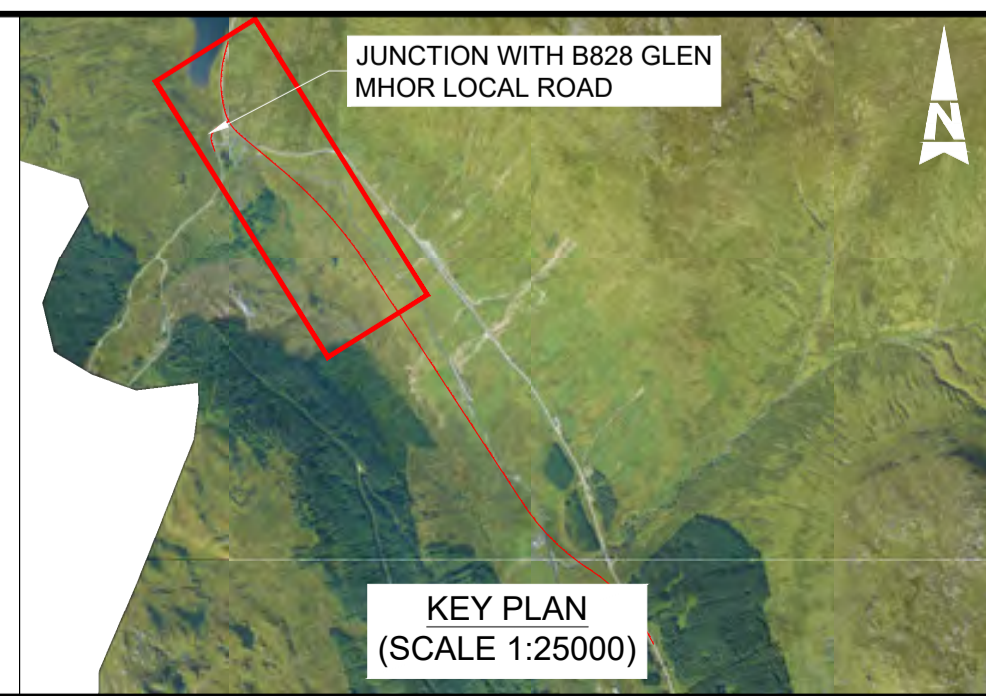 JUNCTION WITH B828 GLEN
MHOR LOCAL ROAD
N
KEY PLAN
(SCALE 1:25000)